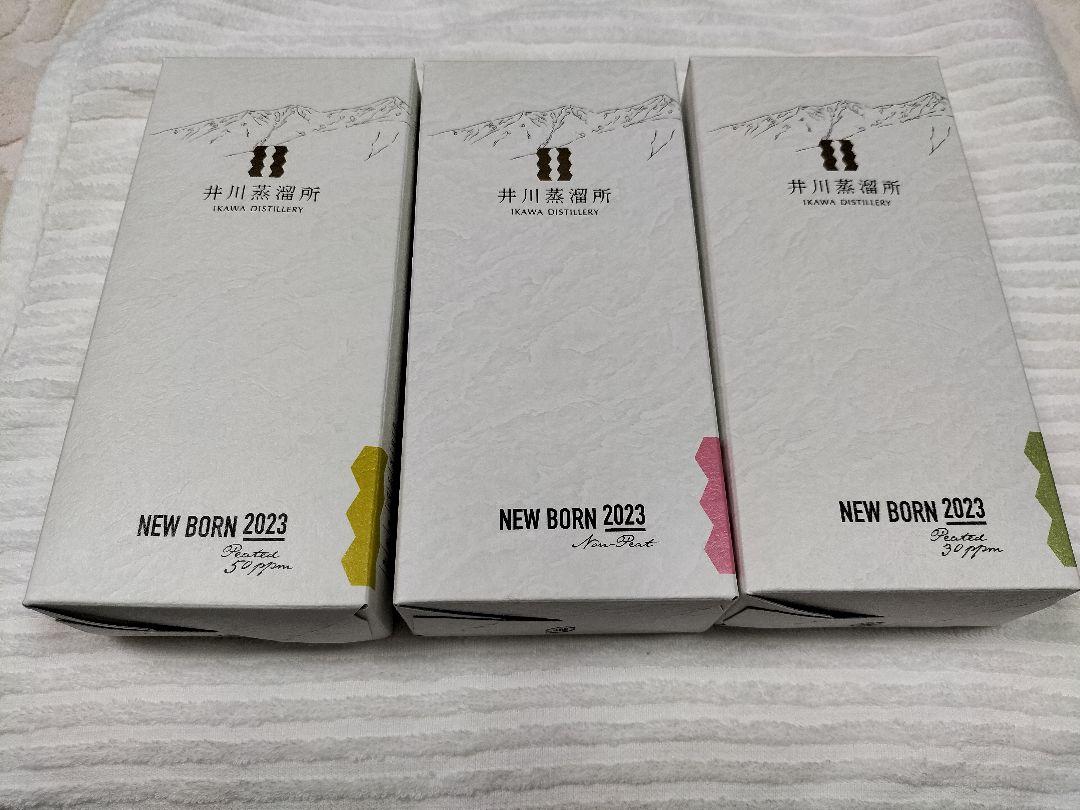 井川蒸溜所
IKAWA DISTILLERY
NEW BORN 2023
Peated
50ppm
井川蒸溜所
IKAWA DISTILLERY
NEW BORN 2023
Non-Peat
井川蒸溜所
IKAWA DISTILLERY
NEW BORN 2023
Peated
30ppm